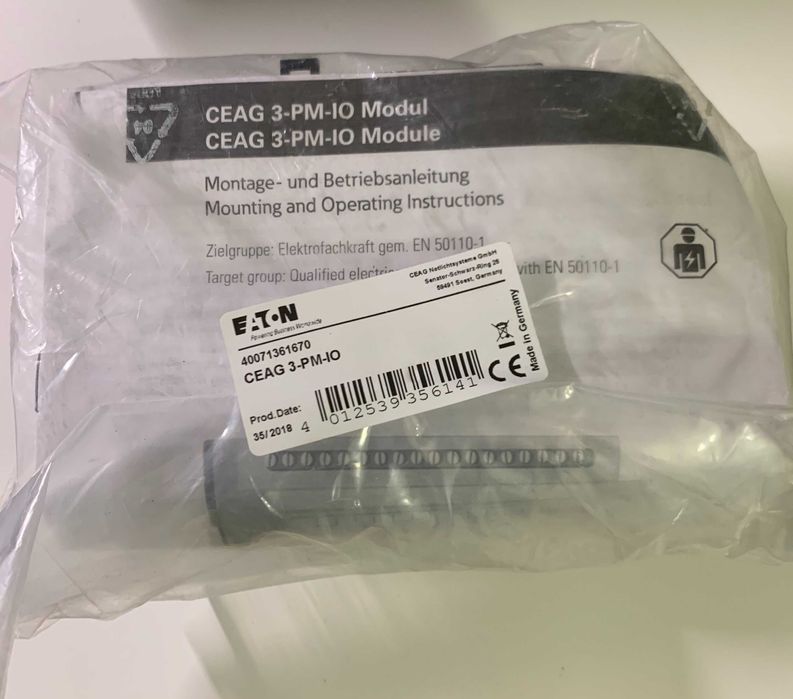 CEAG 3-PM-IO Modul
CEAG 3-PM-IO Module
Montage- und Betriebsanleitung
Mounting and Operating Instructions
Zielgruppe: Elektrofachkraft gem. EN 50110-1
Target group: Qualified electric
with EN 50110-1
CEAG Notlichtsysteme GmbH
Senator-Schwarz-Ring 26
59491 Soest, Germany
EATON
Powering Business Worldwide
40071361670
CEAG 3-PM-IO
Prod.Date:
35/2018
4 012539 356141
CE
Made in Germany